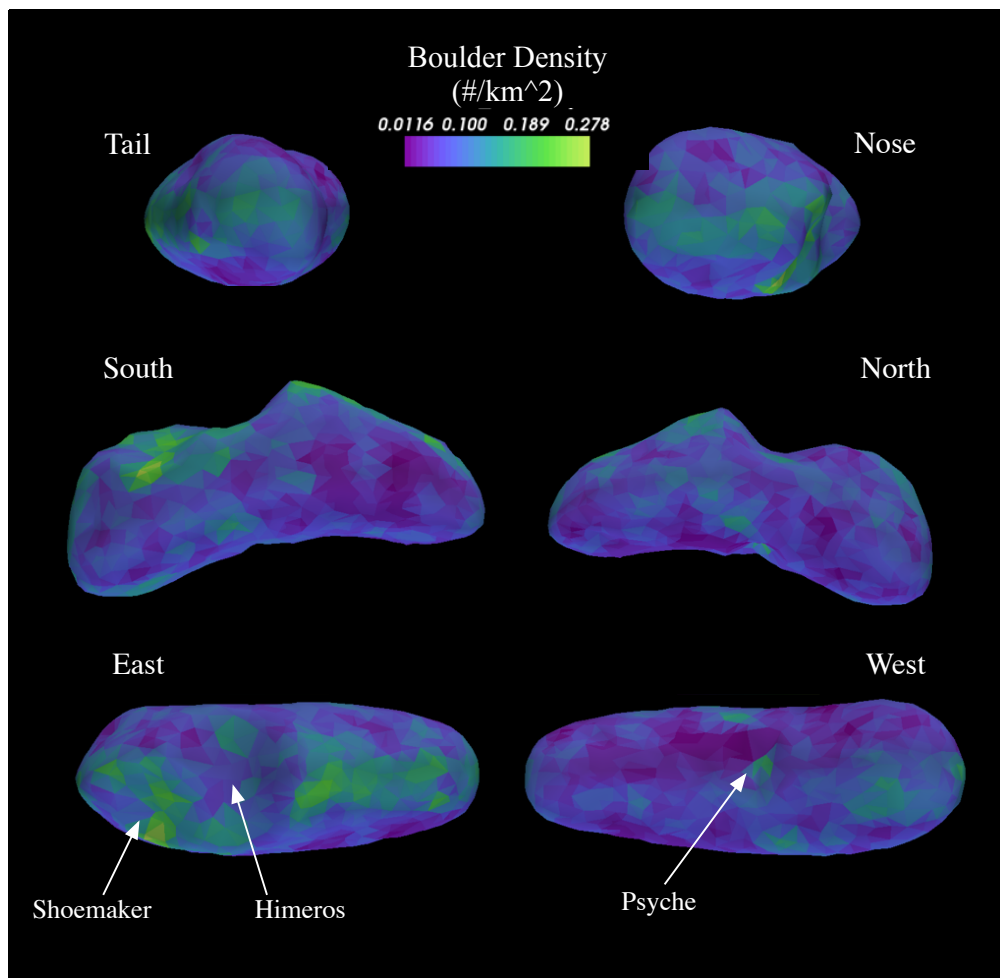 Boulder Density
(#/km^2)
0.0116 0.100 0.189 0.278
Tail
Nose
South
North
East
West
Shoemaker
Himeros
Psyche